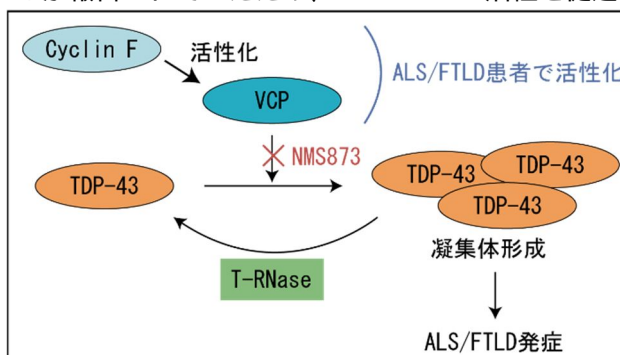 Cyclin F
活性化
ALS/FTLD患者で活性化
VCP
NMS873
TDP-43
TDP-43
TDP-43
TDP-43
凝集体形成
T-RNase
ALS/FTLD発症